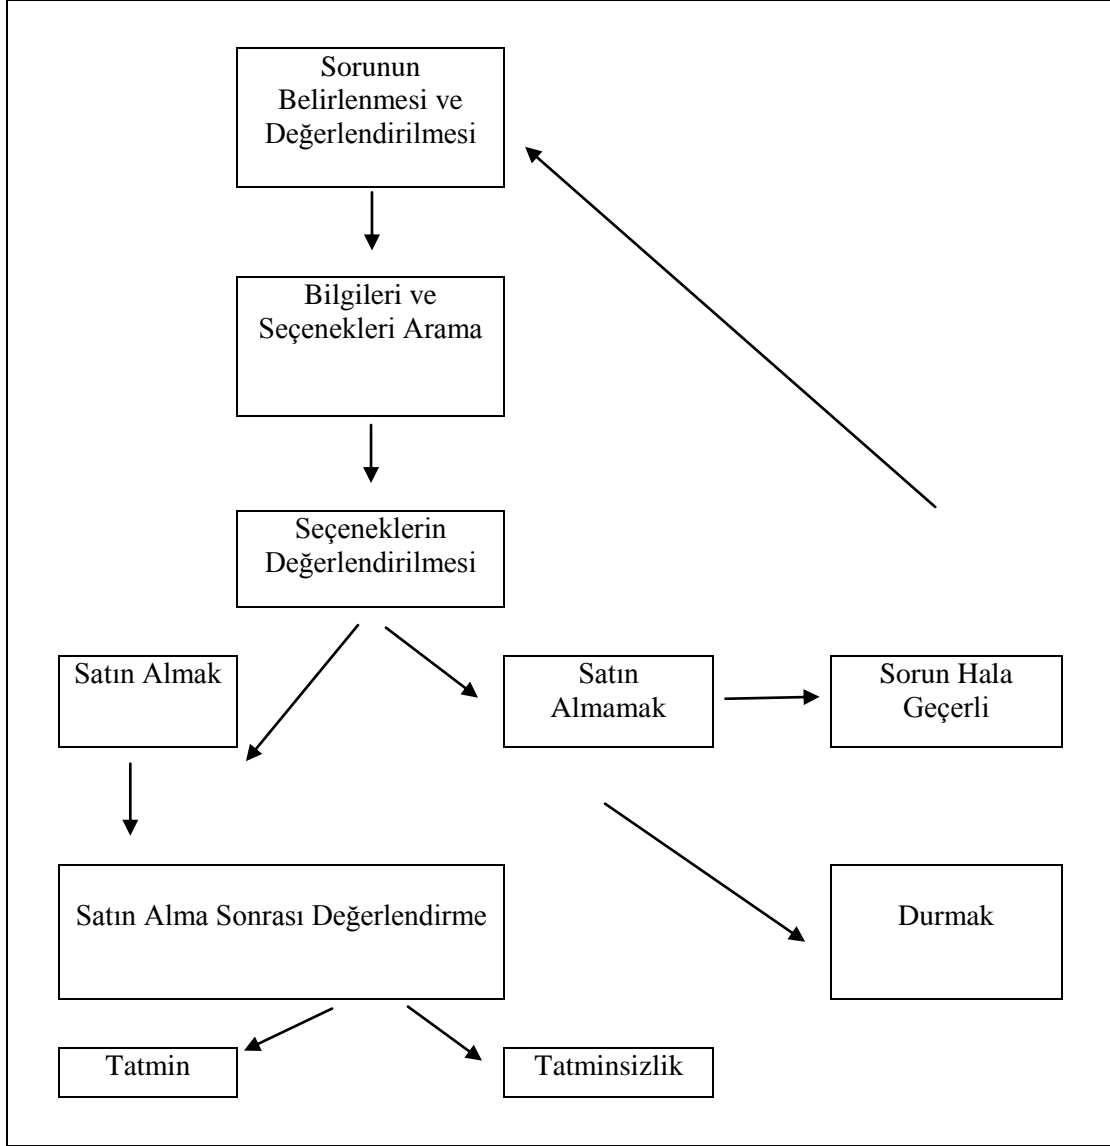 Sorunun
Belirlenmesi ve
Değerlendirilmesi
Bilgileri ve
Seçenekleri Arama
Seçeneklerin
Değerlendirilmesi
Satın Almak
Satın
Almamak
Sorun Hala
Geçerli
Satın Alma Sonrası Değerlendirme
Durmak
Tatmin
Tatminsizlik